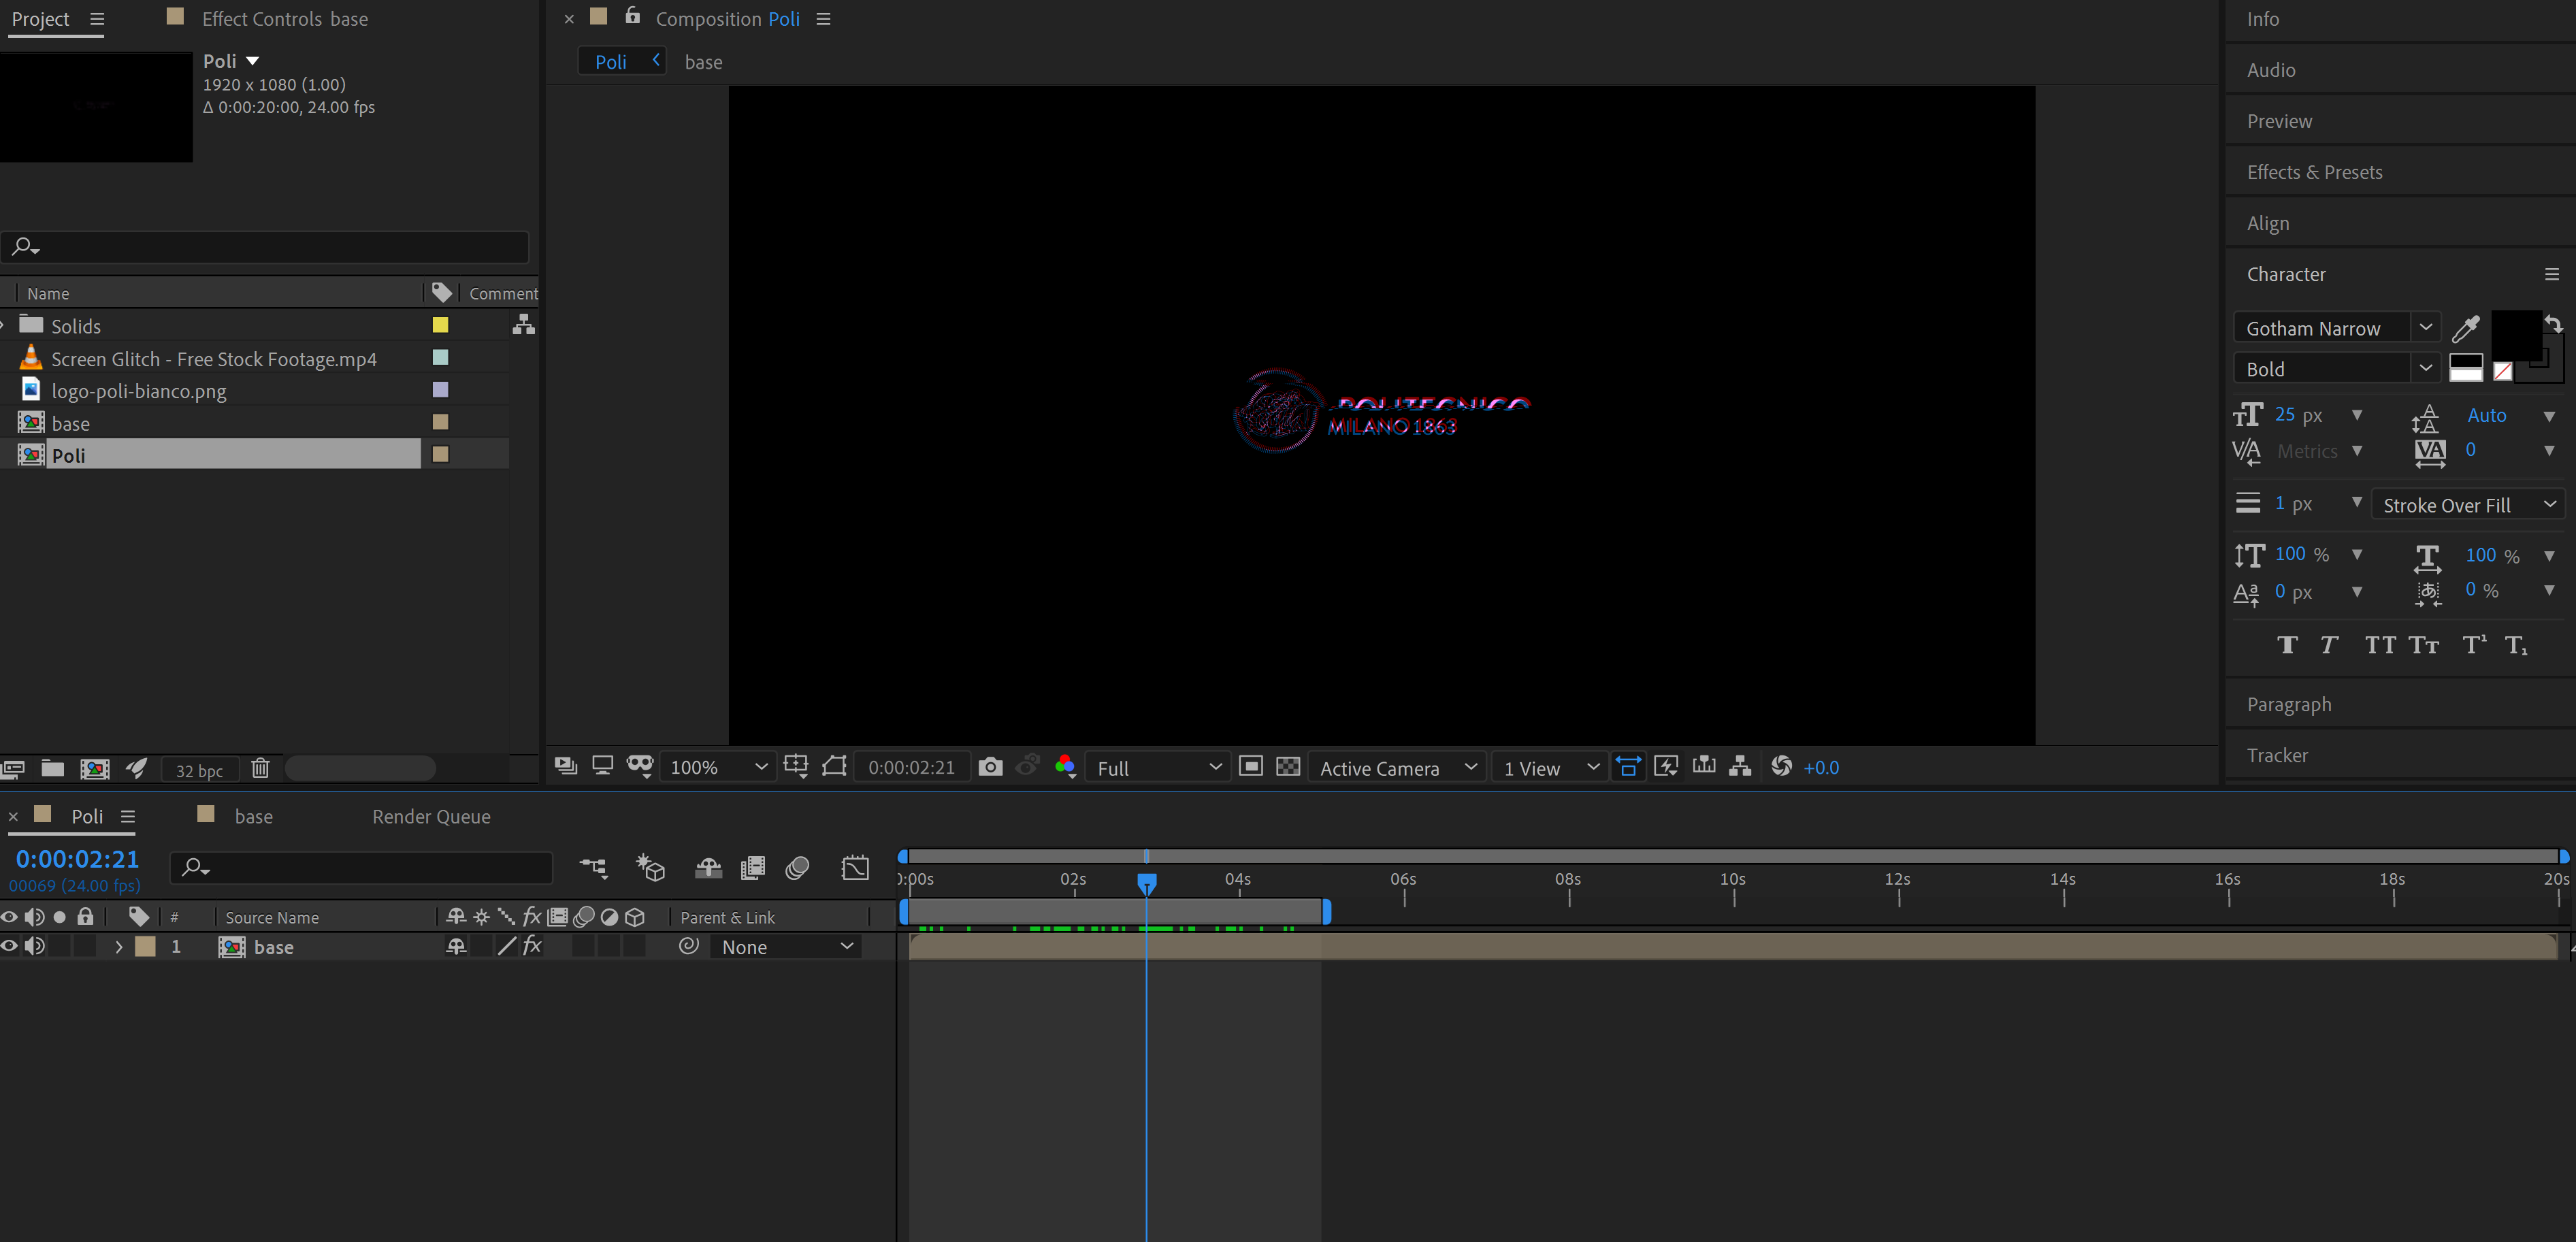 Project
Effect Controls base
Poli
1920 x 1080 (1.00)
Δ 0:00:20:00, 24.00 fps
Name
Comment
Solids
Screen Glitch - Free Stock Footage.mp4
logo-poli-bianco.png
base
Poli
32 bpc
Composition Poli
Poli
base
POLITECNICO
MILANO 1863
100%
0:00:02:21
Full
Active Camera
1 View
+0.0
Info
Audio
Preview
Effects & Presets
Align
Character
Gotham Narrow
Bold
25 px
Auto
Metrics
0
1 px
Stroke Over Fill
100 %
100 %
0 px
0 %
Paragraph
Tracker
Poli
base
Render Queue
0:00:02:21
00069 (24.00 fps)
0:00s 02s 04s 06s 08s 10s 12s 14s 16s 18s 20s
#
Source Name
fx
Parent & Link
1
base
fx
None